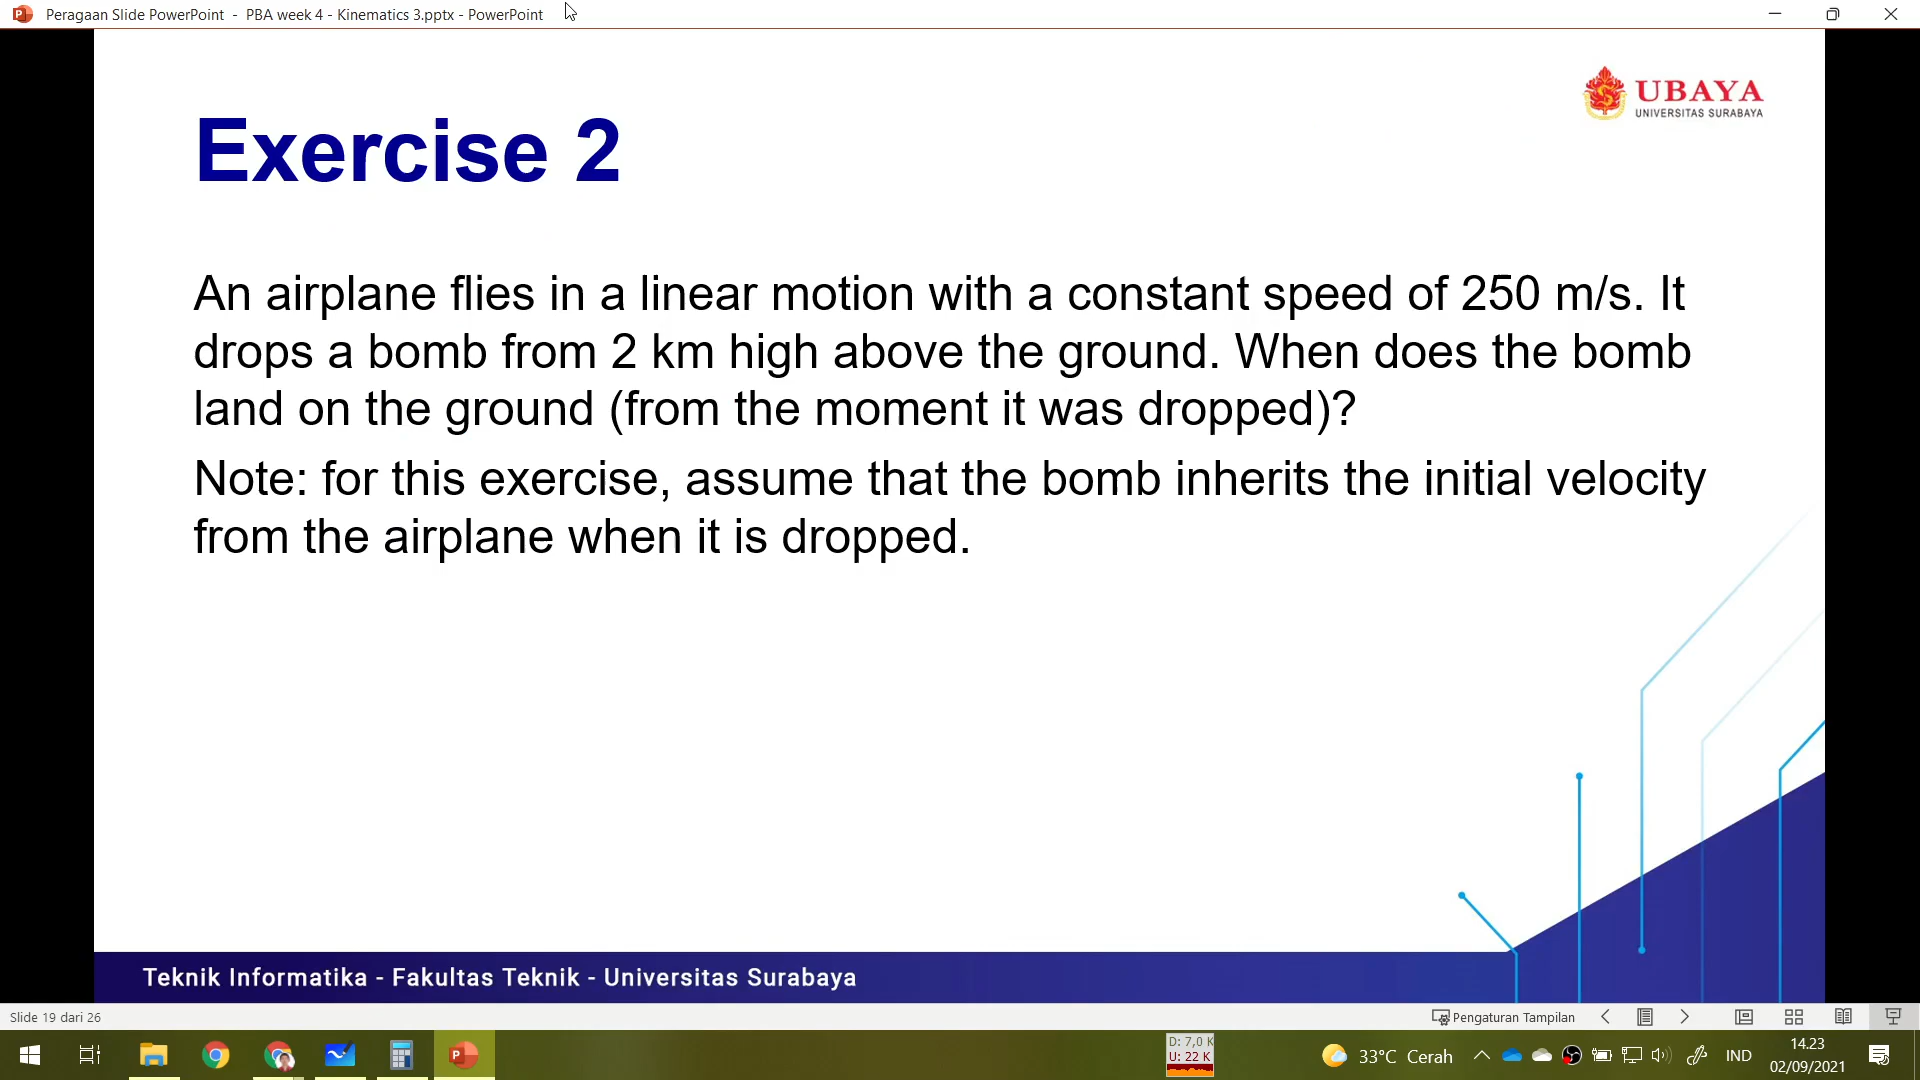 Peragaan Slide PowerPoint - PBA week 4 - Kinematics 3.pptx - PowerPoint
UBAYA
UNIVERSITAS SURABAYA
Exercise 2
An airplane flies in a linear motion with a constant speed of 250 m/s. It
drops a bomb from 2 km high above the ground. When does the bomb
land on the ground (from the moment it was dropped)?
Note: for this exercise, assume that the bomb inherits the initial velocity
from the airplane when it is dropped.
Teknik Informatika - Fakultas Teknik - Universitas Surabaya
Slide 19 dari 26
Pengaturan Tampilan
D: 7,0 K
U: 22 K
33°C Cerah
IND
14.23
02/09/2021